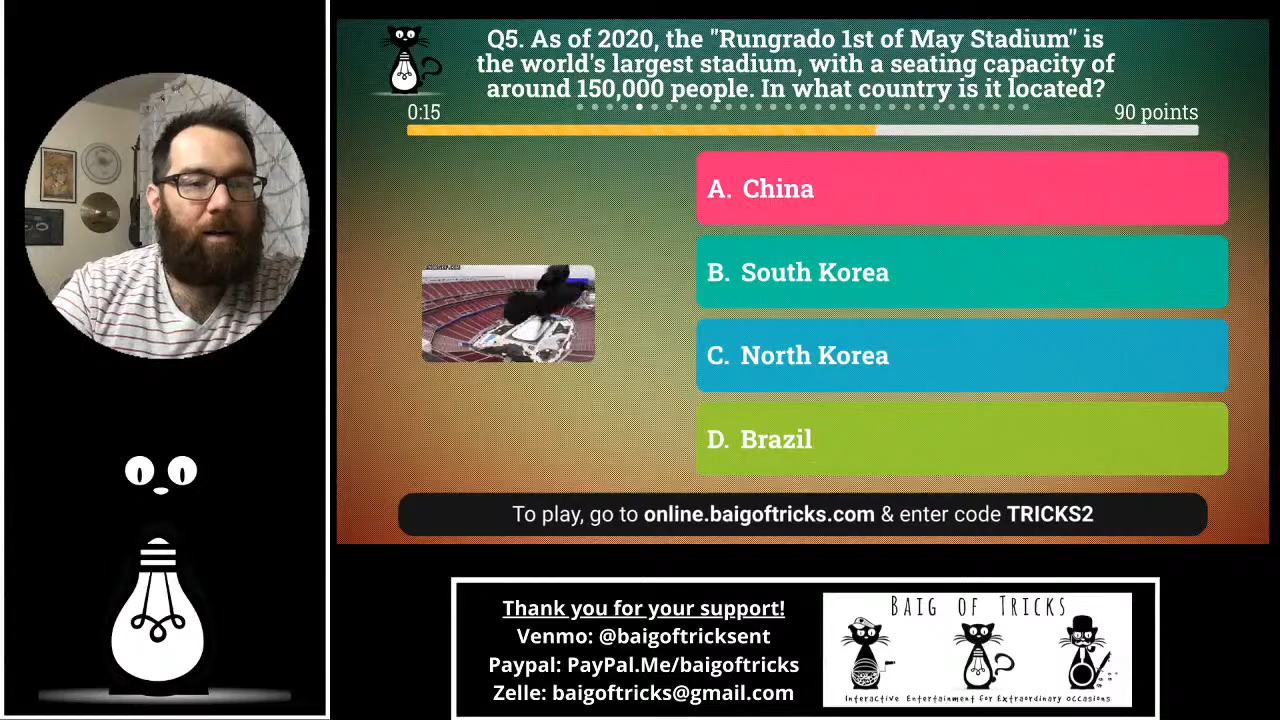 Q5. As of 2020, the "Rungrado 1st of May Stadium" is
the world's largest stadium, with a seating capacity of
around 150,000 people. In what country is it located?
0:15
90 points
A. China
B. South Korea
C. North Korea
D. Brazil
To play, go to online.baigoftricks.com & enter code TRICKS2
Thank you for your support!
Venmo: @baigoftricksent
Paypal: PayPal.Me/baigoftricks
Zelle: baigoftricks@gmail.com
BAIG OF TRICKS
Interactive Entertainment for Extraordinary occasions